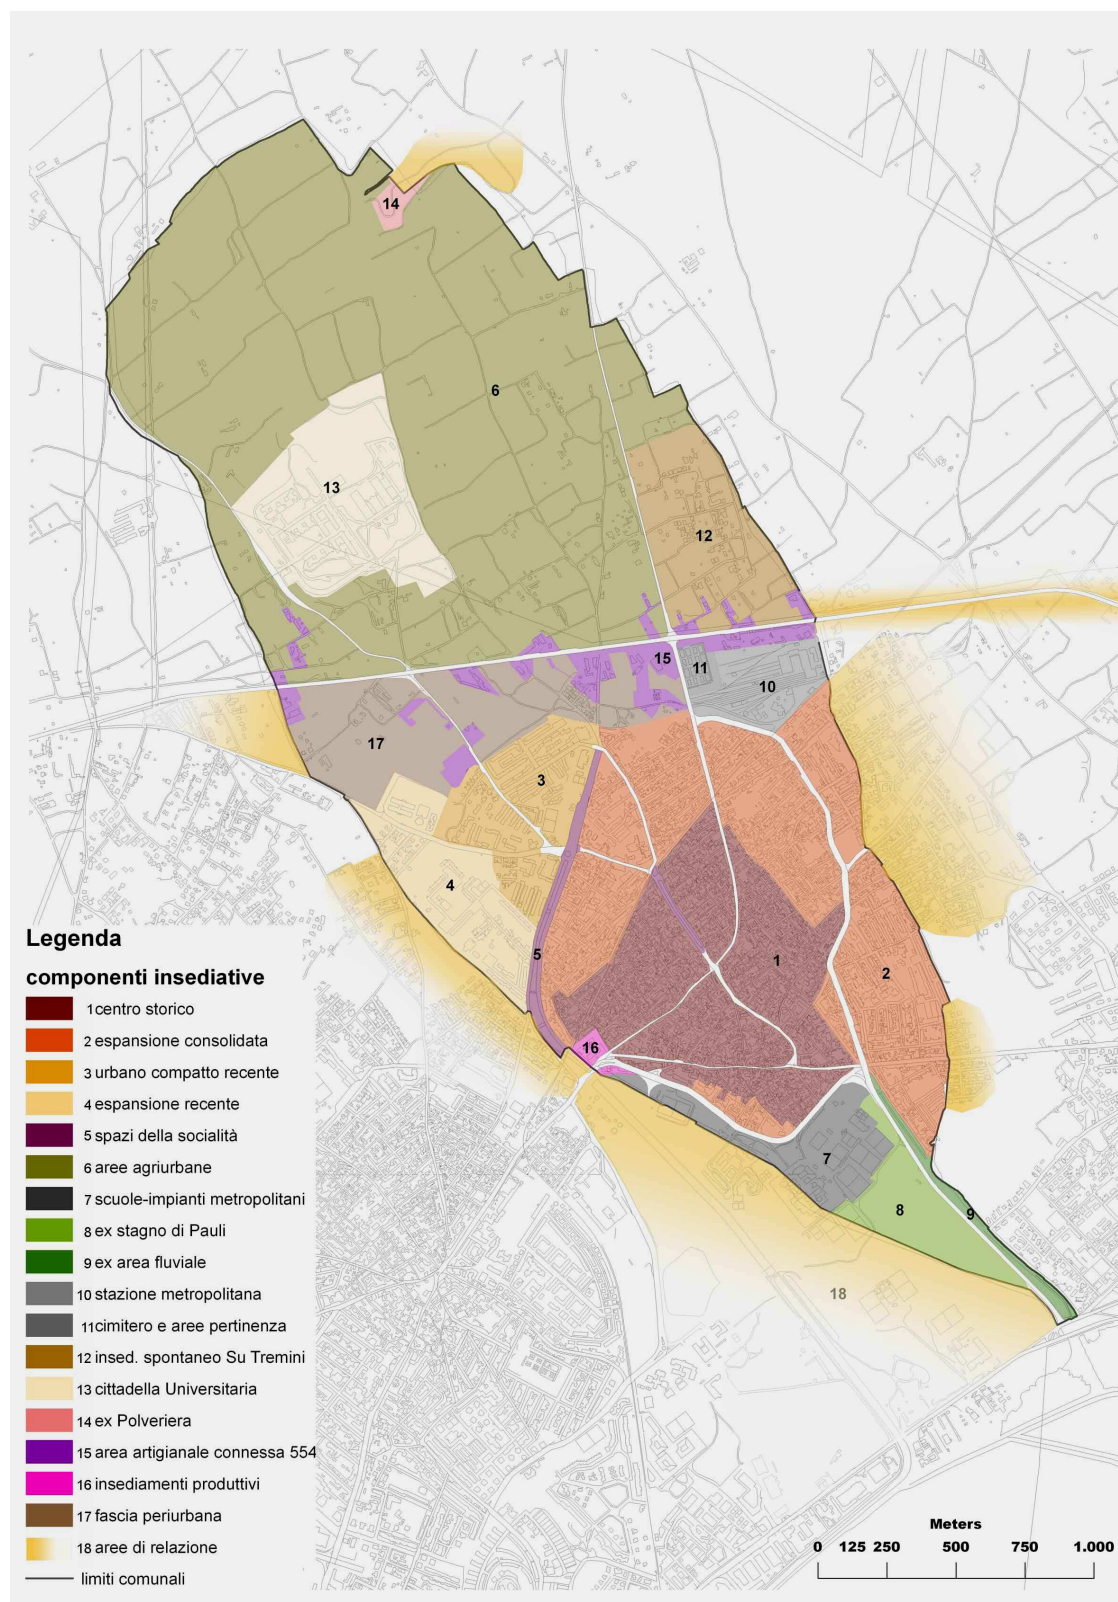 14
6
13
12
15
11
10
17
3
4
5
1
2
16
7
8
9
18
Legenda
componenti insediative
1centro storico
2 espansione consolidata
3 urbano compatto recente
4 espansione recente
5 spazi della socialità
6 aree agriurbane
7 scuole-impianti metropolitani
8 ex stagno di Pauli
9 ex area fluviale
10 stazione metropolitana
11cimitero e aree pertinenza
12 insed. spontaneo Su Tremini
13 cittadella Universitaria
14 ex Polveriera
15 area artigianale connessa 554
16 insediamenti produttivi
17 fascia periurbana
18 aree di relazione
limiti comunali
Meters
0 125 250 500 750 1.000